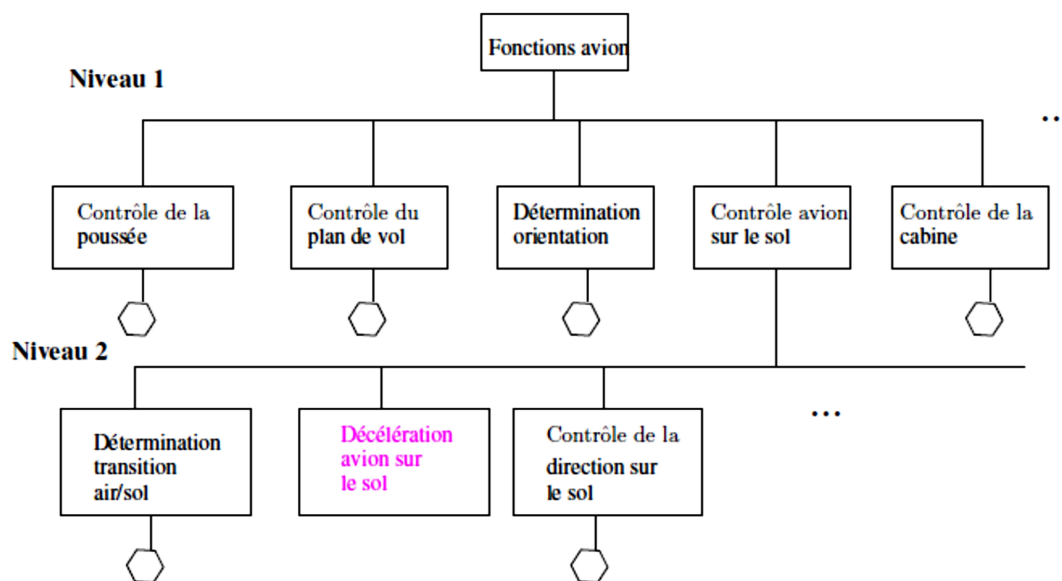 Fonctions avion
Niveau 1
..
Contrôle de la
poussée
Contrôle du
plan de vol
Détermination
orientation
Contrôle avion
sur le sol
Contrôle de la
cabine
Niveau 2
...
Détermination
transition
air/sol
Décélération
avion sur
le sol
Contrôle de la
direction sur
le sol